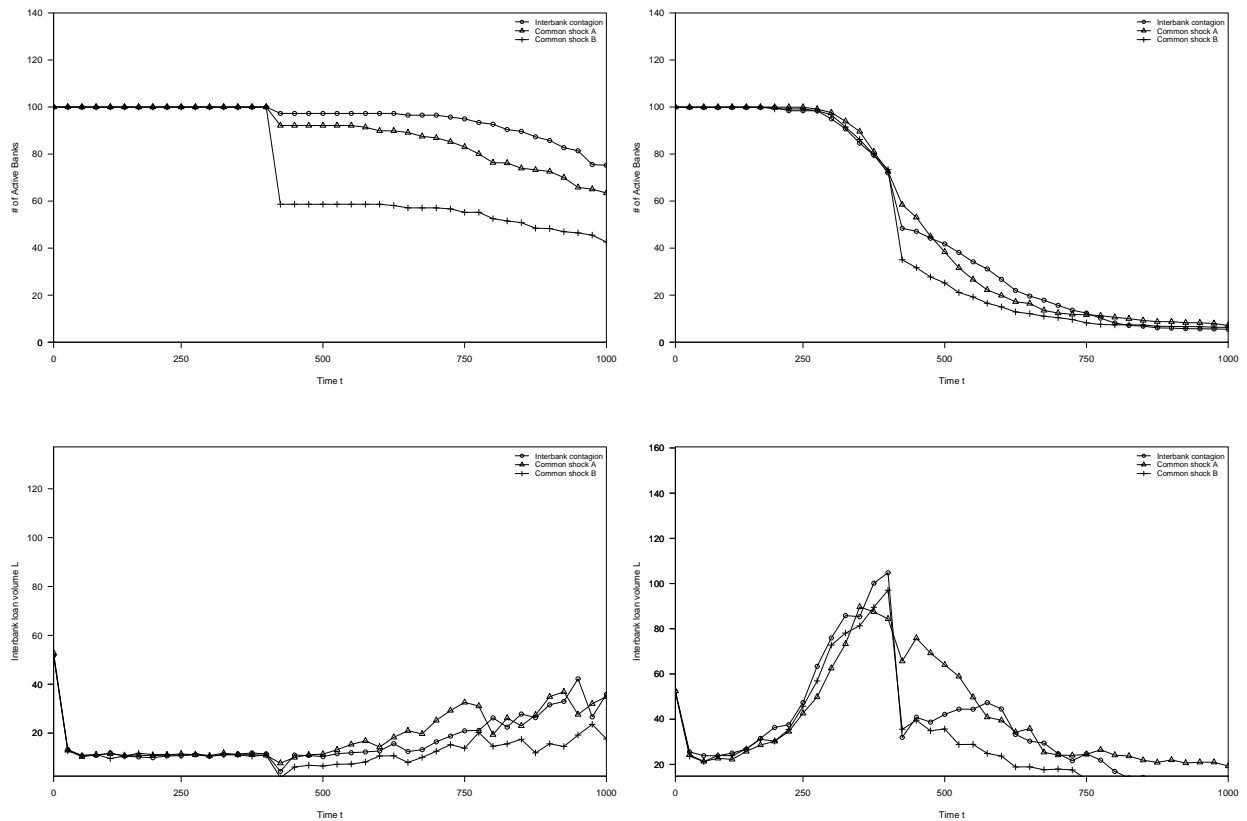 140
120
100
80
60
40
20
0
# of Active Banks
0 250 500 750 1000
Time t
Interbank contagion
Common shock A
Common shock B
140
120
100
80
60
40
20
0
# of Active Banks
0 250 500 750 1000
Time t
Interbank contagion
Common shock A
Common shock B
120
100
80
60
40
20
Interbank loan volume L
0 250 500 750 1000
Time t
Interbank contagion
Common shock A
Common shock B
160
140
120
100
80
60
40
20
Interbank loan volume L
0 250 500 750 1000
Time t
Interbank contagion
Common shock A
Common shock B